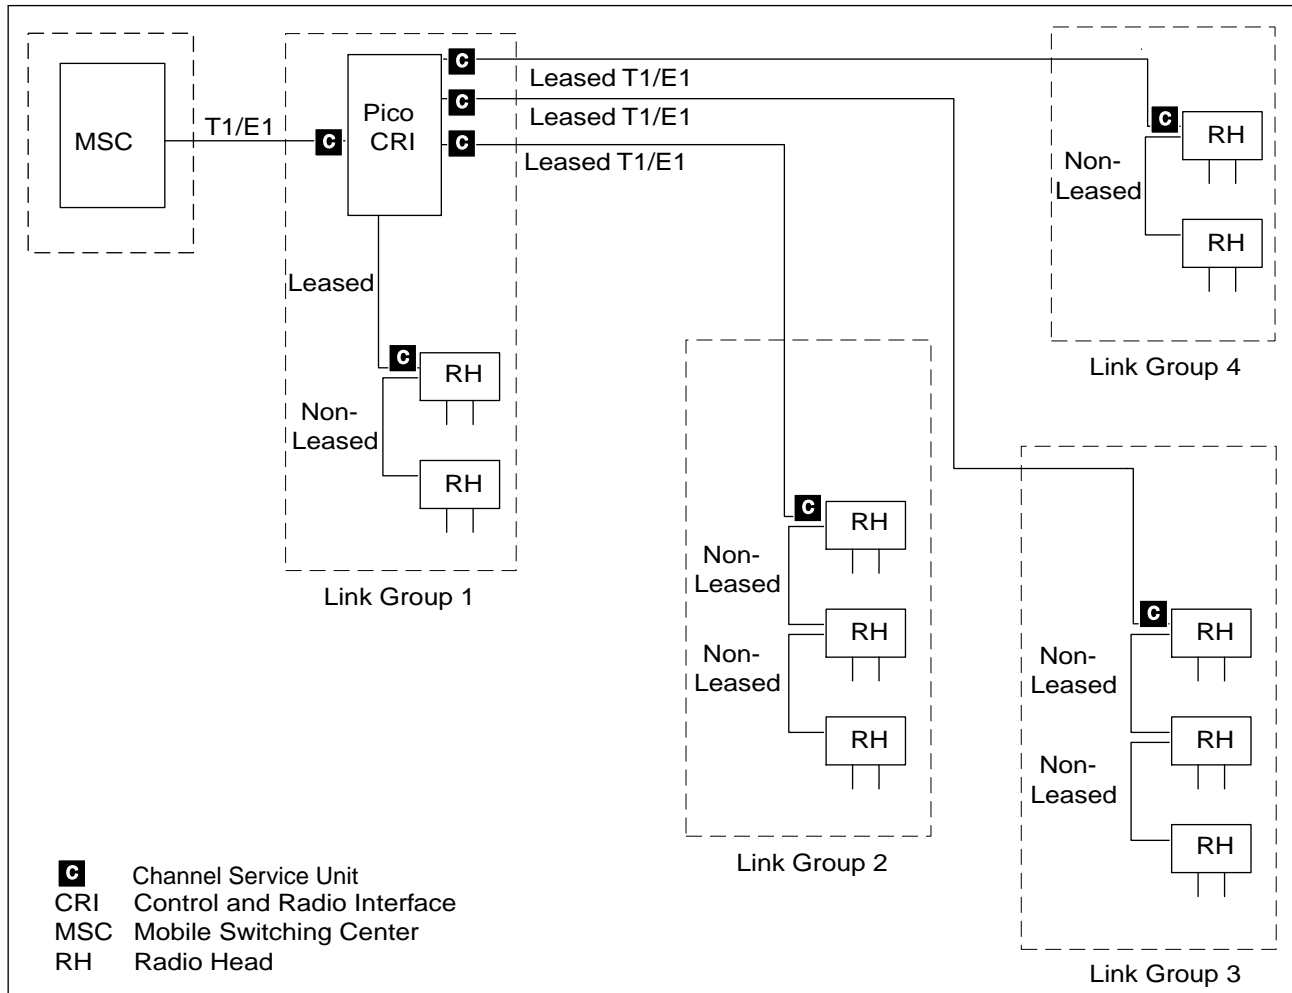 MSC
T1/E1
C
Pico
CRI
C
Leased T1/E1
C
Leased T1/E1
C
Leased T1/E1
Leased
C
RH
Non-
Leased
RH
Link Group 1
C
RH
Non-
Leased
RH
Link Group 4
C
RH
Non-
Leased
RH
Non-
Leased
RH
Link Group 2
C
RH
Non-
Leased
RH
Non-
Leased
RH
Link Group 3
C Channel Service Unit
CRI Control and Radio Interface
MSC Mobile Switching Center
RH Radio Head